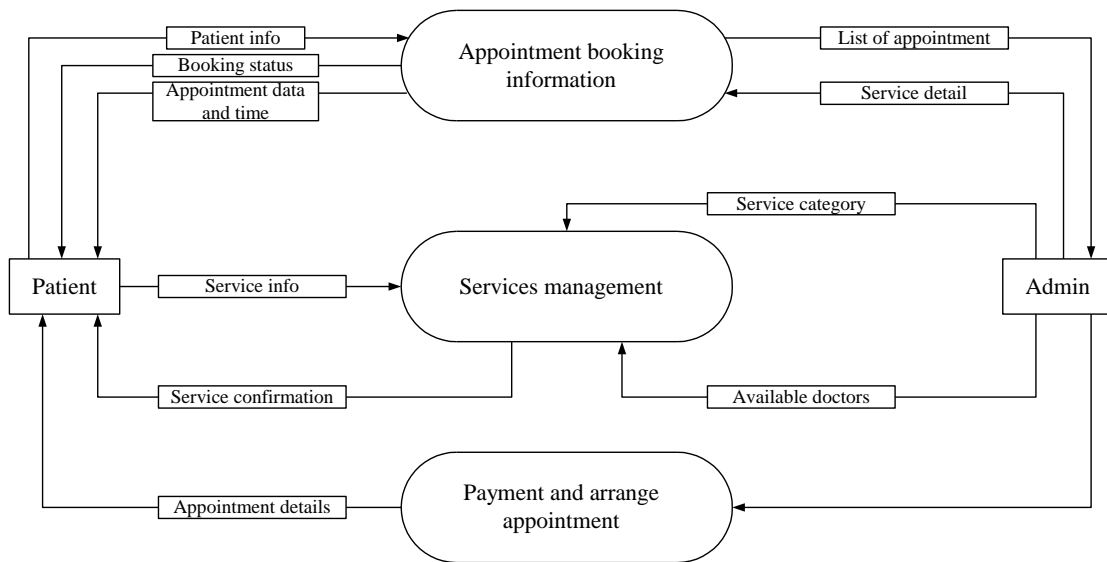 Patient info
Booking status
Appointment data
and time
Appointment booking
information
List of appointment
Service detail
Service category
Patient
Service info
Services management
Admin
Service confirmation
Available doctors
Appointment details
Payment and arrange
appointment